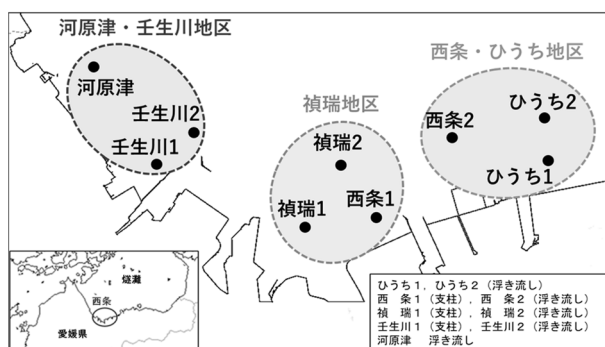 河原津・壬生川地区
河原津
壬生川2
壬生川1
禎瑞地区
禎瑞2
禎瑞1
西条1
西条・ひうち地区
西条2
ひうち2
ひうち1
燧灘
西条
愛媛県
ひうち1，ひうち2（浮き流し）
西　条1（支柱），西　条2（浮き流し）
禎　瑞1（支柱），禎　瑞2（浮き流し）
壬生川1（支柱），壬生川2（浮き流し）
河原津　浮き流し